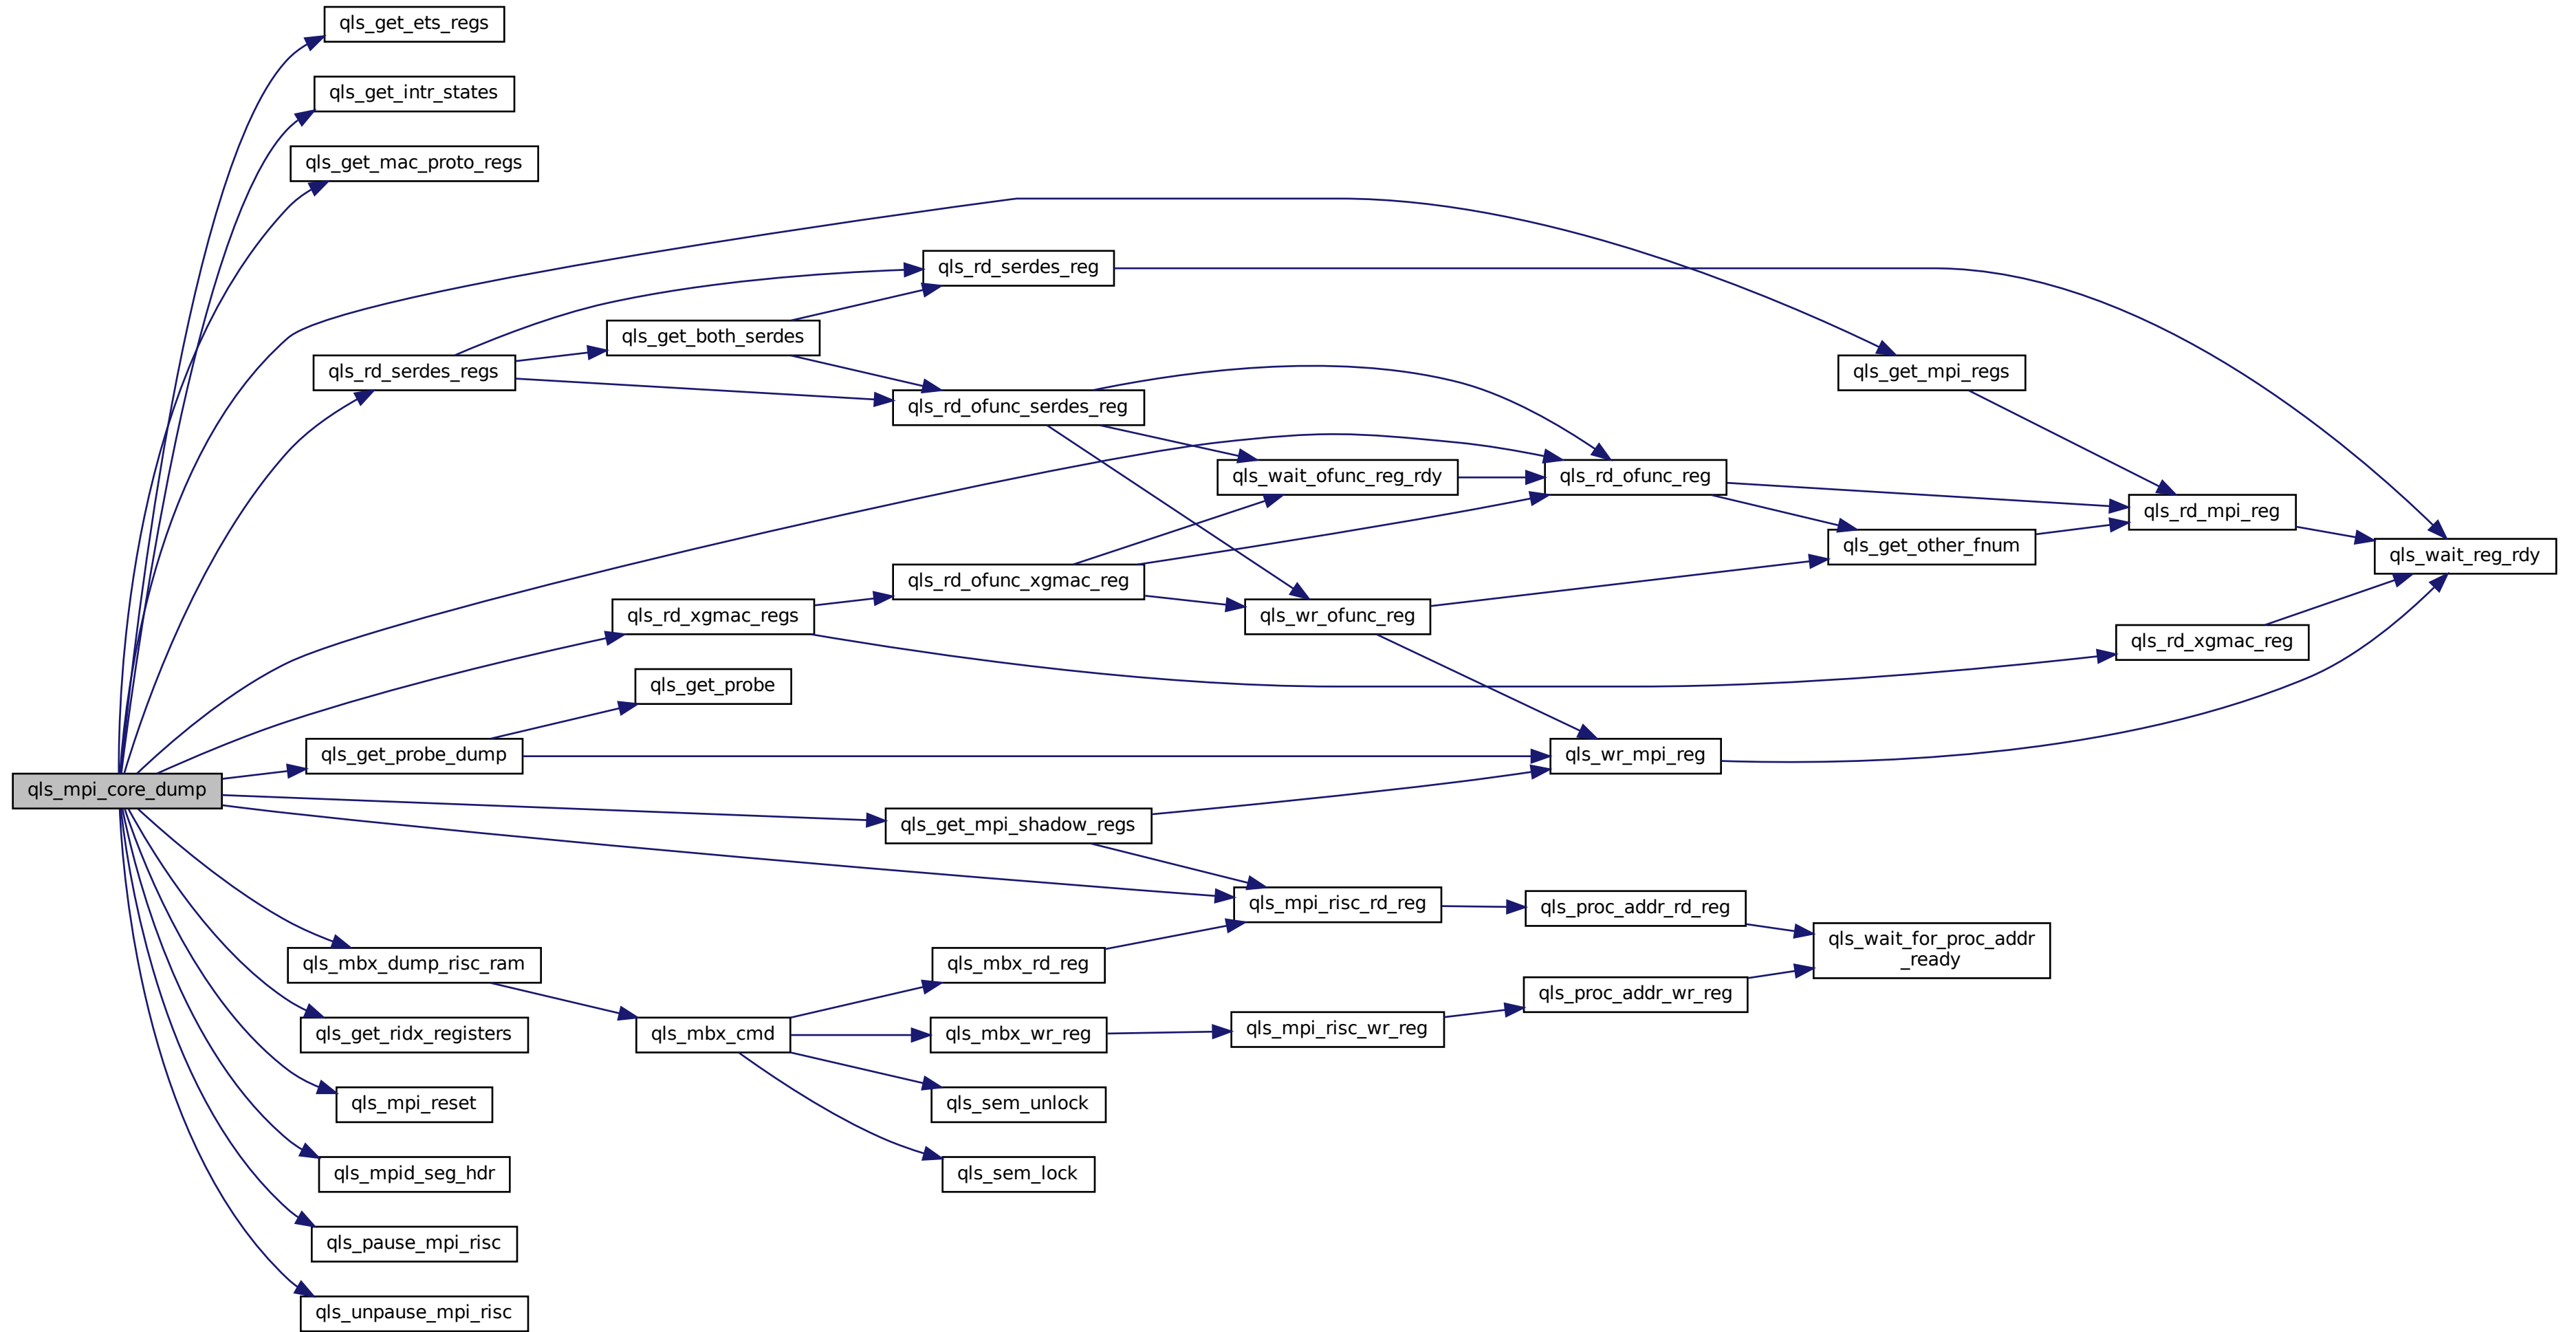 qls_get_ets_regs
qls_get_intr_states
qls_get_mac_proto_regs
qls_rd_serdes_reg
qls_get_both_serdes
qls_rd_serdes_regs
qls_get_mpi_regs
qls_rd_ofunc_serdes_reg
qls_wait_ofunc_reg_rdy
qls_rd_ofunc_reg
qls_rd_mpi_reg
qls_get_other_fnum
qls_wait_reg_rdy
qls_rd_ofunc_xgmac_reg
qls_rd_xgmac_regs
qls_wr_ofunc_reg
qls_rd_xgmac_reg
qls_get_probe
qls_get_probe_dump
qls_wr_mpi_reg
qls_mpi_core_dump
qls_get_mpi_shadow_regs
qls_mpi_risc_rd_reg
qls_proc_addr_rd_reg
qls_wait_for_proc_addr
_ready
qls_mbx_dump_risc_ram
qls_mbx_rd_reg
qls_proc_addr_wr_reg
qls_get_ridx_registers
qls_mbx_cmd
qls_mbx_wr_reg
qls_mpi_risc_wr_reg
qls_mpi_reset
qls_sem_unlock
qls_mpid_seg_hdr
qls_sem_lock
qls_pause_mpi_risc
qls_unpause_mpi_risc